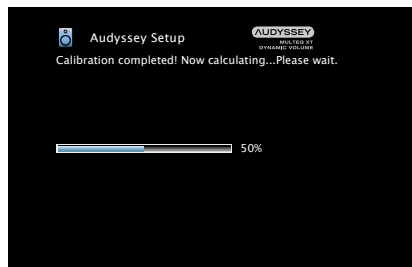 Audyssey Setup
AUDYSSEY
MULTEQ XT
DYNAMIC VOLUME
Calibration completed! Now calculating...Please wait.
50%